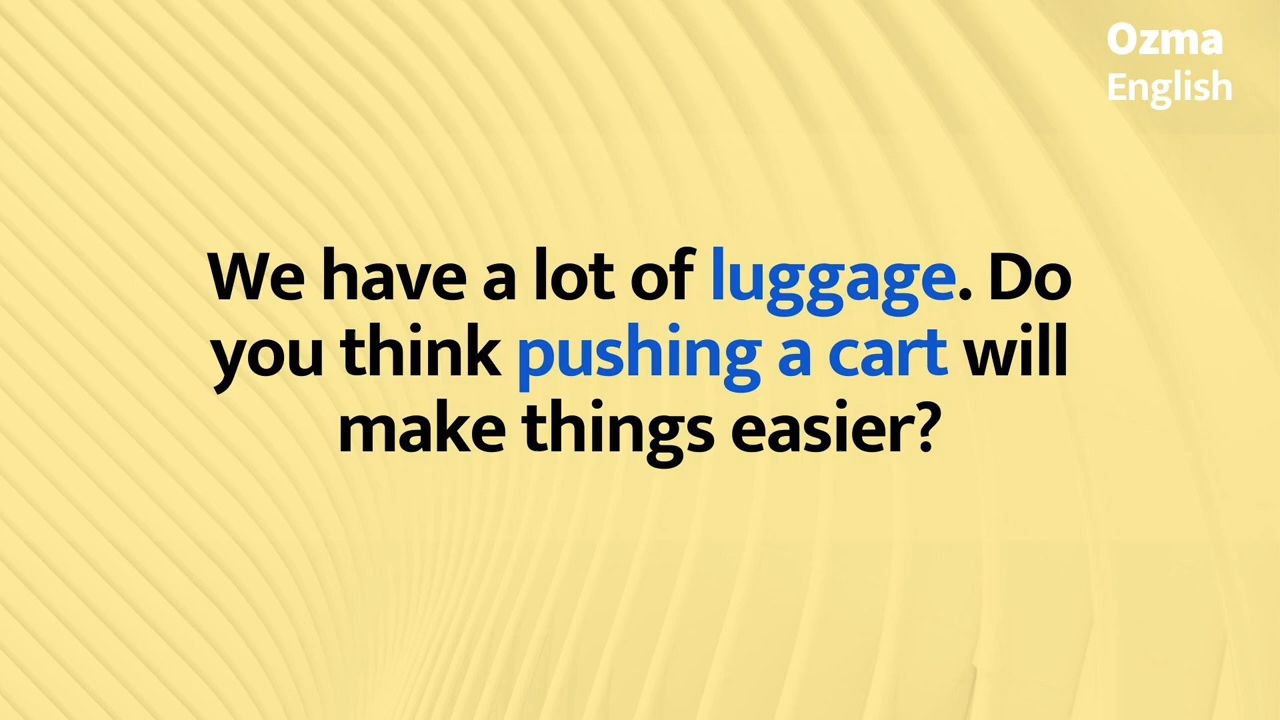 Ozma
English
We have a lot of luggage. Do
you think pushing a cart will
make things easier?